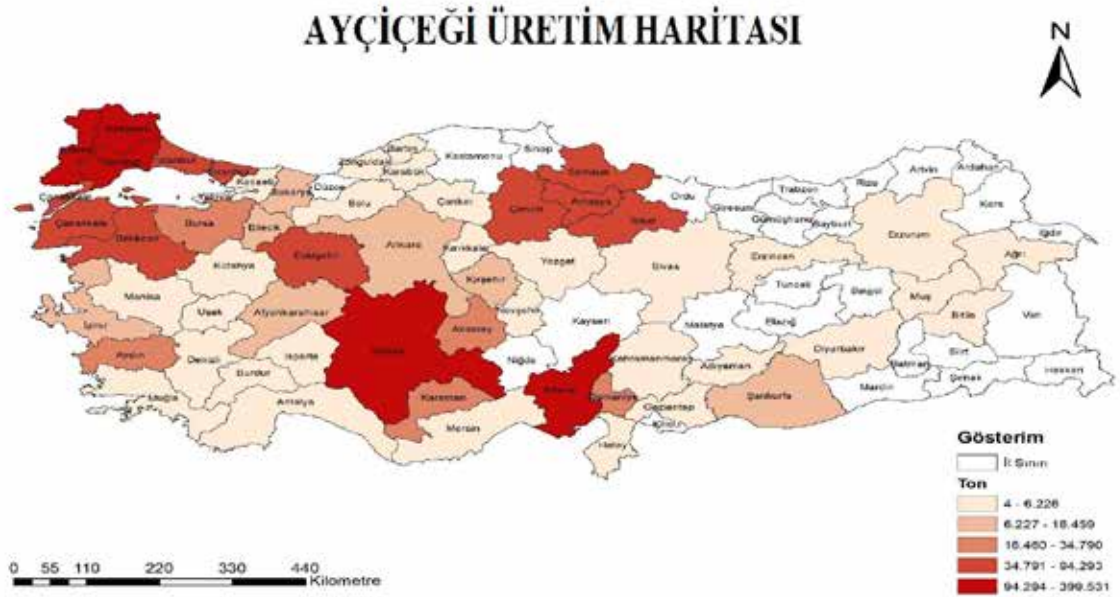 AYÇİÇEĞİ ÜRETİM HARİTASI
N
Bartın
Kastamonu
Sinop
Zonguldak
Karabük
Samsun
Artvin
Ardahan
İstanbul
Kocaeli
Sakarya
Düzce
Yalova
Bolu
Çankırı
Çorum
Amasya
Tokat
Ordu
Giresun
Trabzon
Rize
Gümüşhane
Bayburt
Kars
Iğdır
Çanakkale
Balıkesir
Bursa
Bilecik
Eskişehir
Ankara
Kırıkkale
Yozgat
Sivas
Erzincan
Erzurum
Ağrı
Kütahya
Manisa
Uşak
Afyonkarahisar
Kırşehir
Nevşehir
Aksaray
Kayseri
Malatya
Tunceli
Elazığ
Bingöl
Muş
Bitlis
Van
İzmir
Aydın
Denizli
Isparta
Burdur
Konya
Niğde
Adana
Kahramanmaraş
Adıyaman
Diyarbakır
Batman
Siirt
Şırnak
Hakkari
Muğla
Antalya
Karaman
Mersin
Osmaniye
Gaziantep
Kilis
Hatay
Şanlıurfa
Mardin
Gösterim
İl Sınırı
Ton
4 - 6.226
6.227 - 18.459
18.460 - 34.790
34.791 - 94.293
94.294 - 399.531
0 55 110 220 330 440
Kilometre